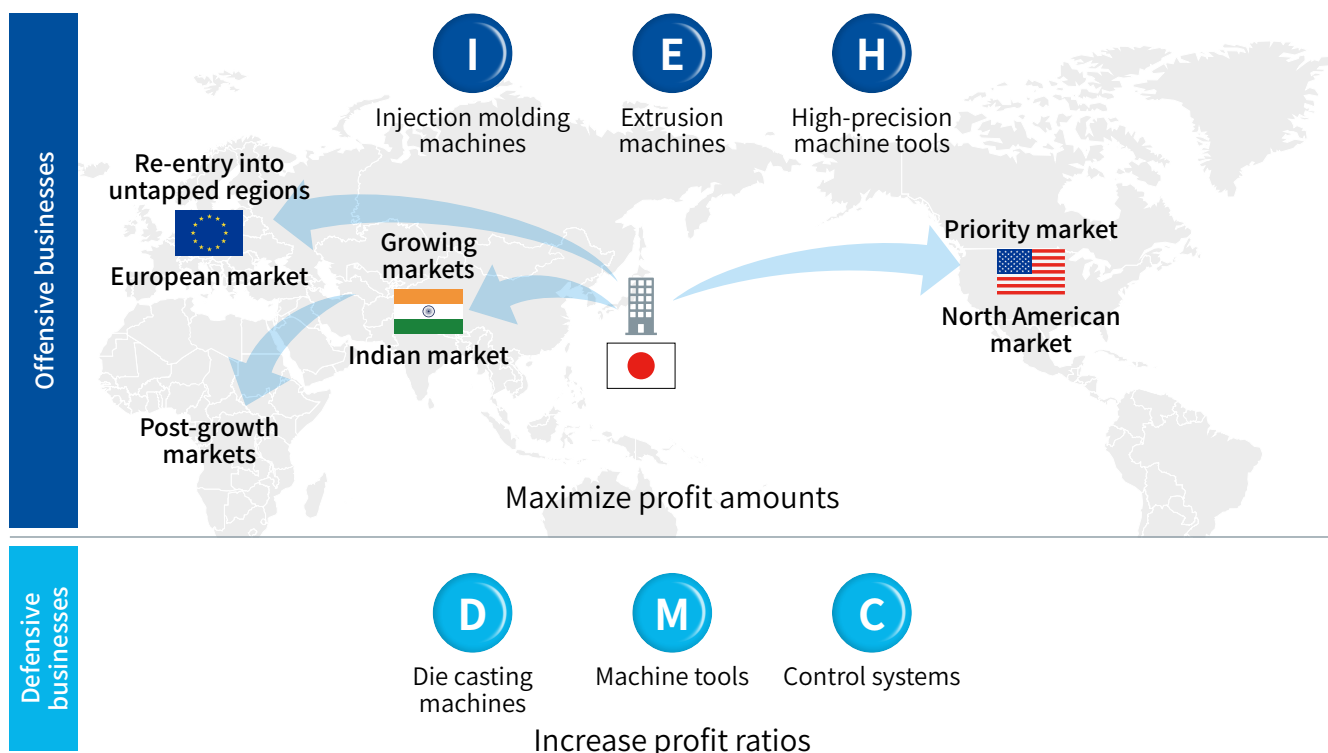 Offensive businesses
I
Injection molding
machines
E
Extrusion
machines
H
High-precision
machine tools
Re-entry into
untapped regions
European market
Growing
markets
Indian market
Priority market
North American
market
Post-growth
markets
Maximize profit amounts
Defensive
businesses
D
Die casting
machines
M
Machine tools
C
Control systems
Increase profit ratios